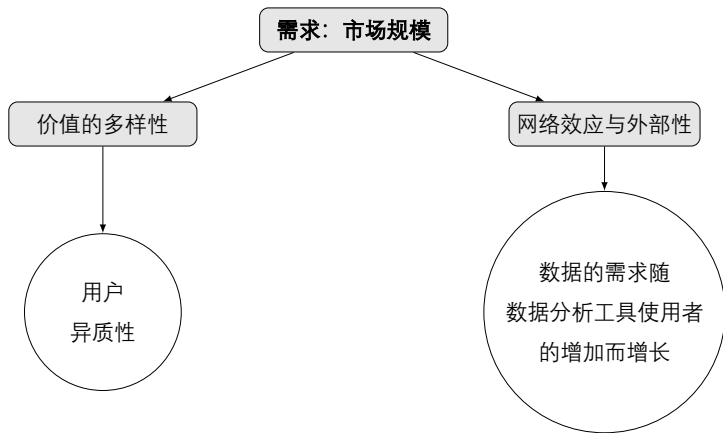 需求：市场规模
价值的多样性
网络效应与外部性
用户
异质性
数据的需求随
数据分析工具使用者
的增加而增长